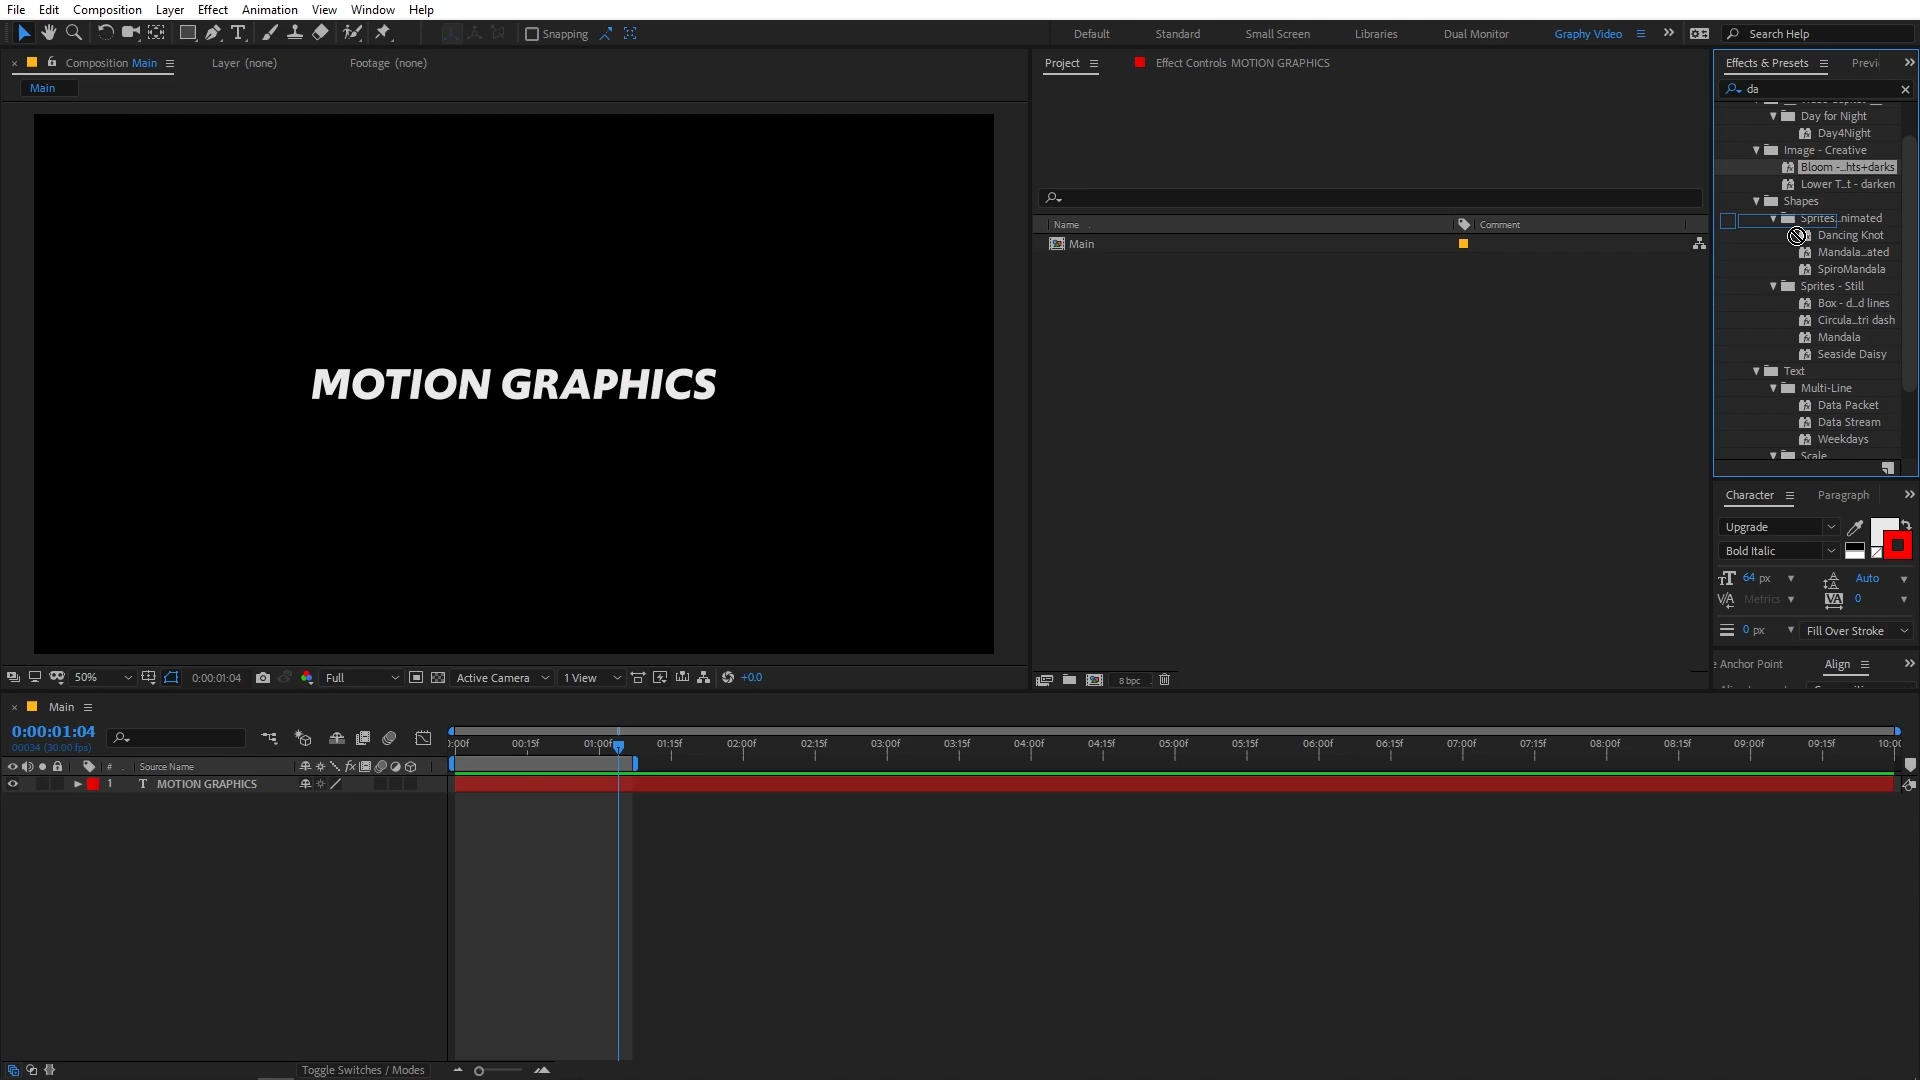 File Edit Composition Layer Effect Animation View Window Help
Snapping Default Standard Small Screen Libraries Dual Monitor Graphy Video Search Help
Composition Main Layer (none) Footage (none)
Main
MOTION GRAPHICS
50% 0:00:01:04 Full Active Camera 1 View +0.0
Project Effect Controls MOTION GRAPHICS
Name Comment
Main
8 bpc
Effects & Presets
da
Day for Night
Day4Night
Image - Creative
Bloom -...hts+darks
Lower T...t - darken
Shapes
Sprites...nimated
Dancing Knot
Mandala...ated
SpiroMandala
Sprites - Still
Box - d...d lines
Circula...tri dash
Mandala
Seaside Daisy
Text
Multi-Line
Data Packet
Data Stream
Weekdays
Scale
Character Paragraph
Upgrade
Bold Italic
64 px Auto
Metrics 0
0 px Fill Over Stroke
Anchor Point Align
Main
0:00:01:04
00034 (30.00 fps)
00:15f 01:00f 01:15f 02:00f 02:15f 03:00f 03:15f 04:00f 04:15f 05:00f 05:15f 06:00f 06:15f 07:00f 07:15f 08:00f 08:15f 09:00f 09:15f
# Source Name
1 T MOTION GRAPHICS
Toggle Switches / Modes